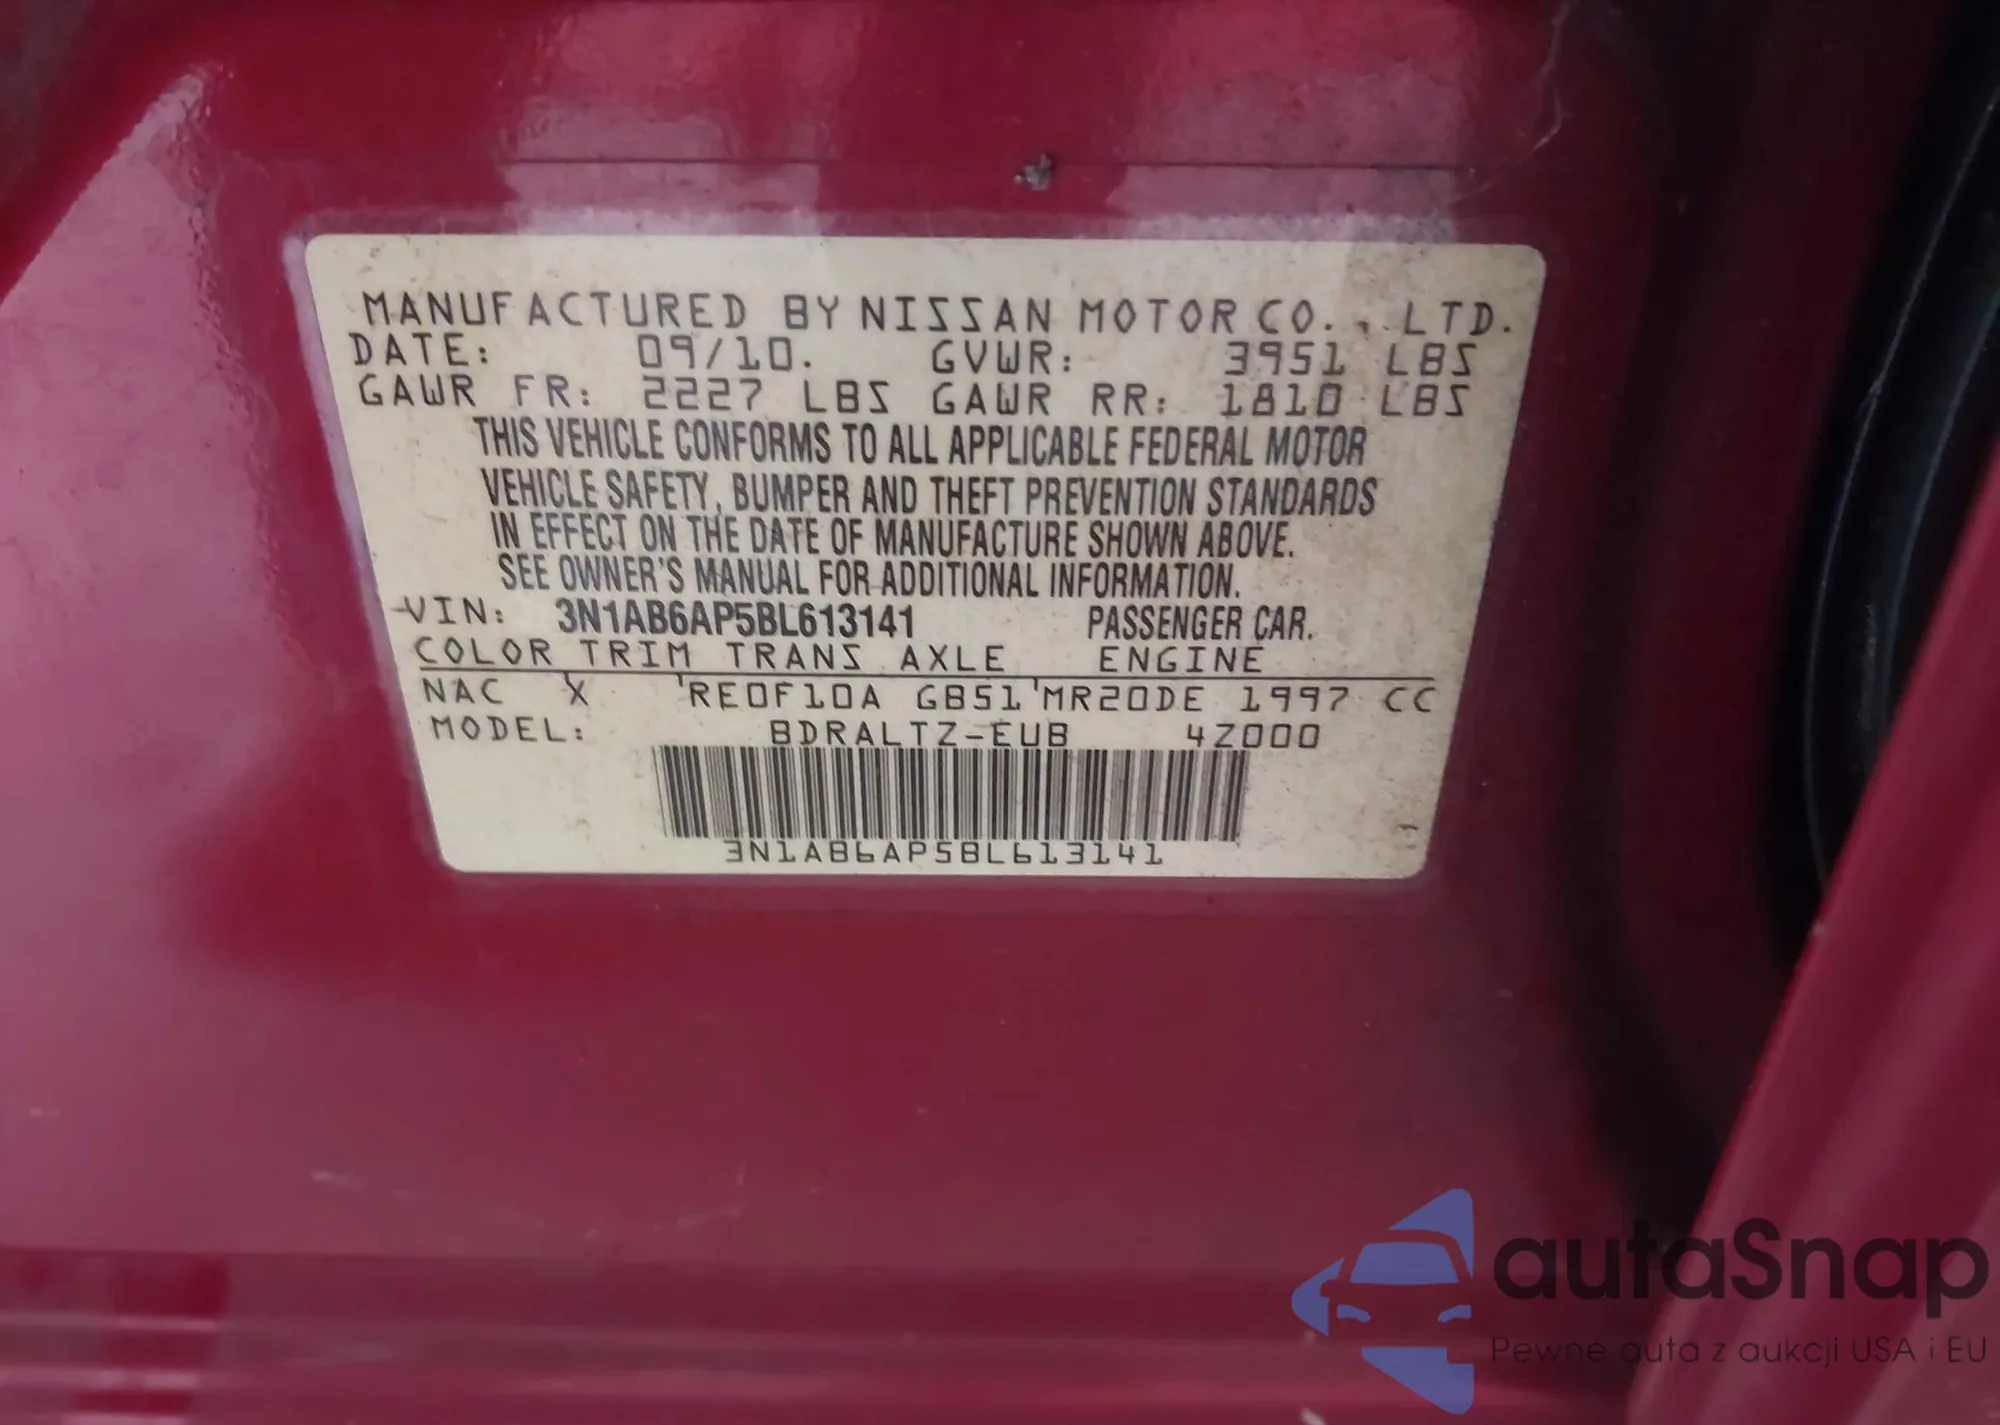 MANUFACTURED BY NISSAN MOTOR CO., LTD.
DATE: 09/10. GVWR: 3951 LBS
GAWR FR: 2227 LBS GAWR RR: 1810 LBS
THIS VEHICLE CONFORMS TO ALL APPLICABLE FEDERAL MOTOR
VEHICLE SAFETY, BUMPER AND THEFT PREVENTION STANDARDS
IN EFFECT ON THE DATE OF MANUFACTURE SHOWN ABOVE.
SEE OWNER'S MANUAL FOR ADDITIONAL INFORMATION.
VIN: 3N1AB6AP5BL613141 PASSENGER CAR.
COLOR TRIM TRANS AXLE ENGINE
NAC X RE0F10A GB51 MR20DE 1997 CC
MODEL: BDRALTZ-EUB 4Z000
3N1AB6AP5BL613141
autaSnap
Pewne auta z aukcji USA i EU